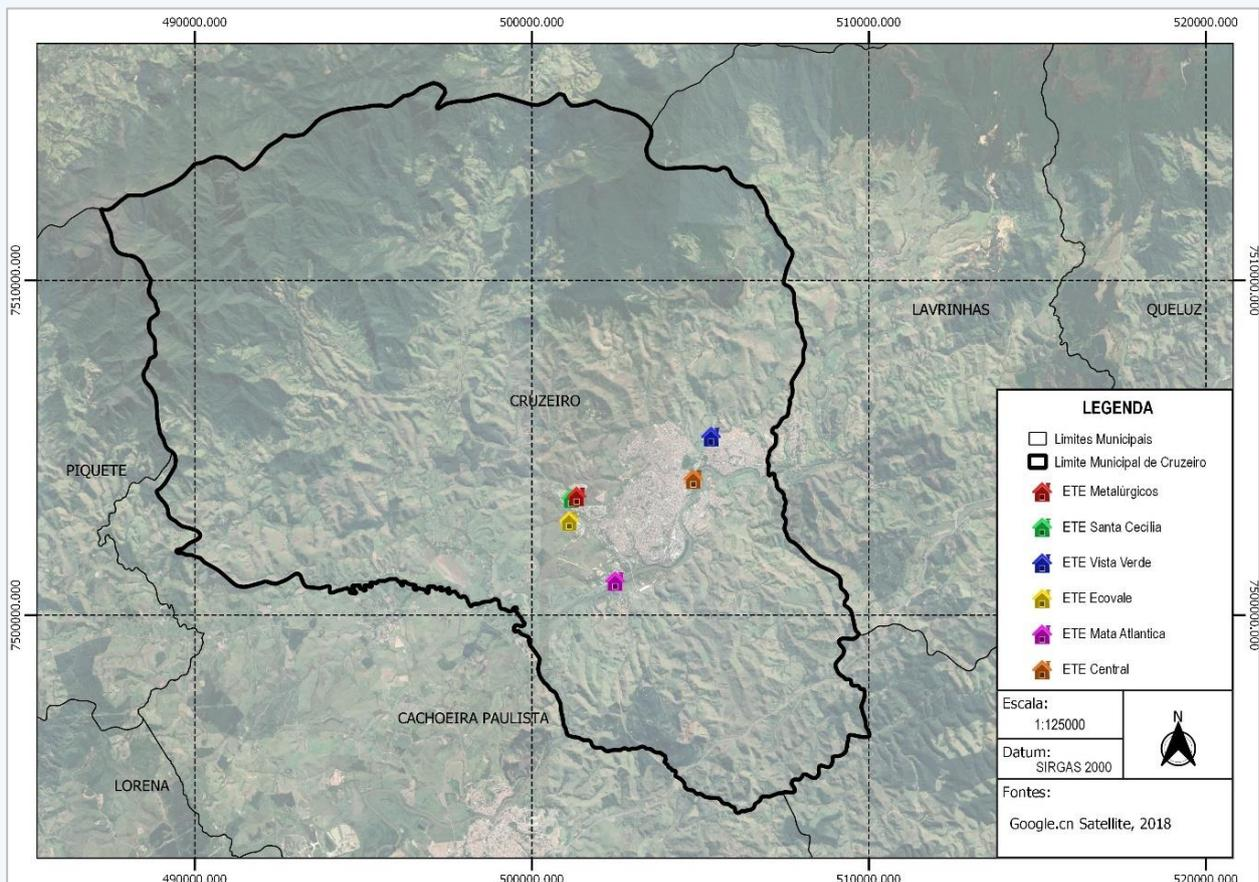 490000.000
500000.000
510000.000
520000.000
7510000.000
7510000.000
LAVRINHAS
QUELUZ
CRUZEIRO
PIQUETE
7500000.000
7500000.000
CACHOEIRA PAULISTA
LORENA
LEGENDA
Limites Municipais
Limite Municipal de Cruzeiro
ETE Metalúrgicos
ETE Santa Cecília
ETE Vista Verde
ETE Ecovale
ETE Mata Atlantica
ETE Central
Escala:
1:125000
Datum:
SIRGAS 2000
N
Fontes:
Google.cn Satellite, 2018
490000.000
500000.000
510000.000
520000.000